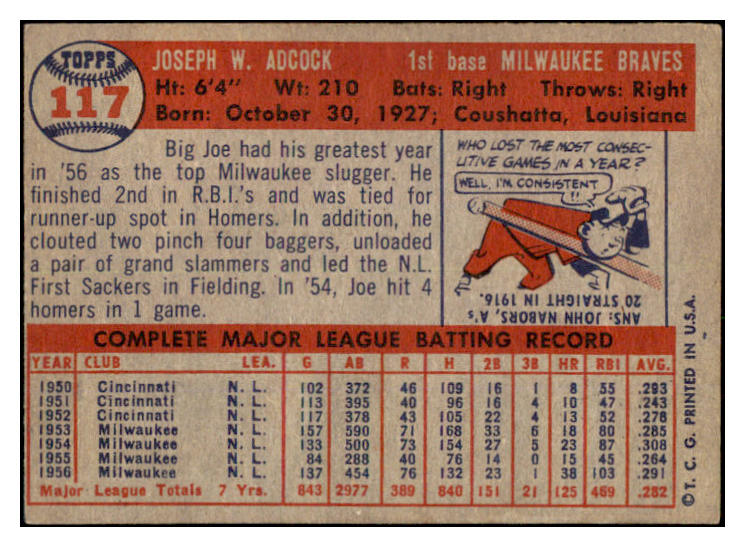 TOPPS
117
JOSEPH W. ADCOCK 1st base MILWAUKEE BRAVES
Ht: 6'4" Wt: 210 Bats: Right Throws: Right
Born: October 30, 1927; Coushatta, Louisiana
Big Joe had his greatest year
in '56 as the top Milwaukee slugger. He
finished 2nd in R.B.I.'s and was tied for
runner-up spot in Homers. In addition, he
clouted two pinch four baggers, unloaded
a pair of grand slammers and led the N.L.
First Sackers in Fielding. In '54, Joe hit 4
homers in 1 game.
WHO LOST THE MOST CONSEC-
UTIVE GAMES IN A YEAR?
WELL, I'M CONSISTENT
ANS: JOHN NABORS, A's,
20 STRAIGHT IN 1916.
COMPLETE MAJOR LEAGUE BATTING RECORD
YEAR CLUB LEA. G AB R H 2B 3B HR RBI AVG.
1950 Cincinnati N. L. 102 372 46 109 16 1 8 55 .293
1951 Cincinnati N. L. 113 395 40 96 16 4 10 47 .243
1952 Cincinnati N. L. 117 378 43 105 22 4 13 52 .278
1953 Milwaukee N. L. 157 590 71 168 33 6 18 80 .285
1954 Milwaukee N. L. 133 500 73 154 27 5 23 87 .308
1955 Milwaukee N. L. 84 288 40 76 14 0 15 45 .264
1956 Milwaukee N. L. 137 454 76 132 23 1 38 103 .291
Major League Totals 7 Yrs. 843 2977 389 840 151 21 125 469 .282
© T. C. G. PRINTED IN U.S.A.